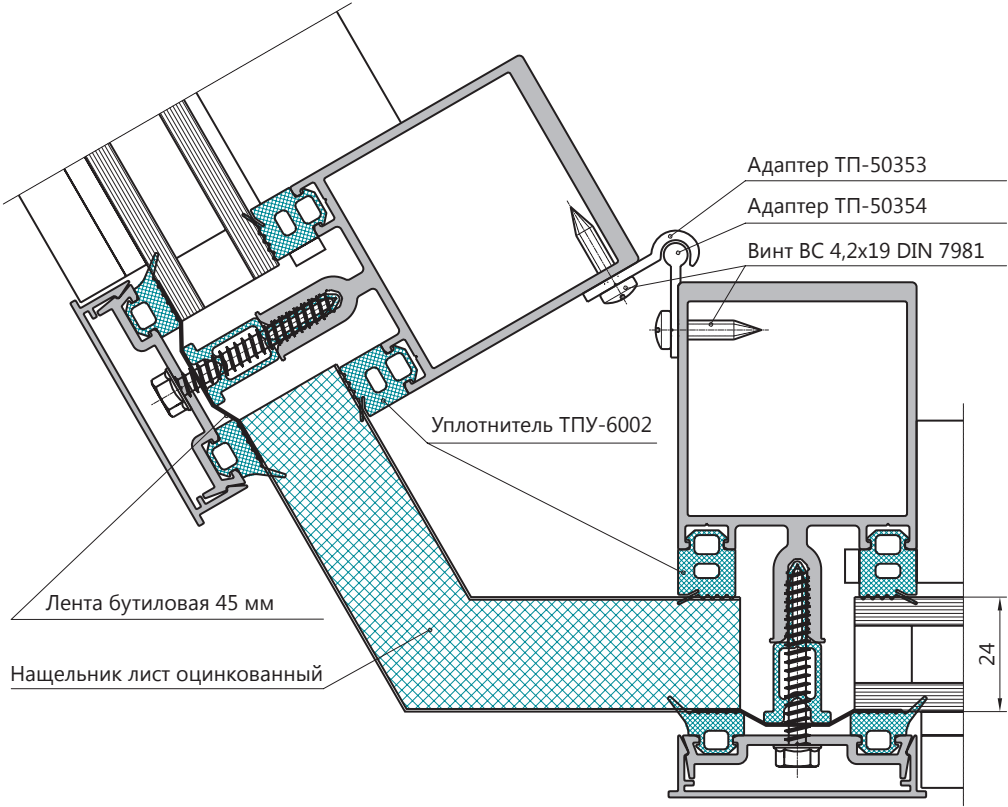 Адаптер ТП-50353
Адаптер ТП-50354
Винт ВС 4,2х19 DIN 7981
Уплотнитель ТПУ-6002
Лента бутиловая 45 мм
Нащельник лист оцинкованный
24